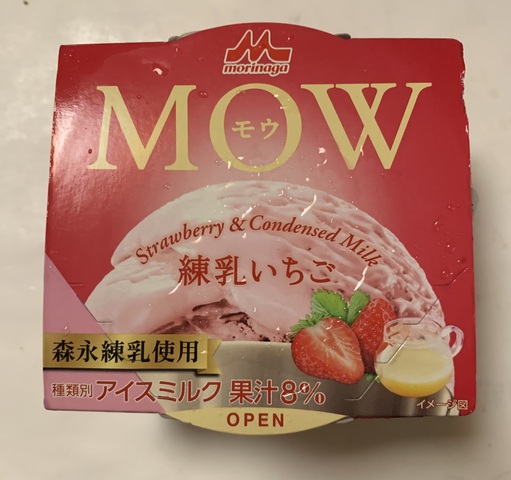 morinaga
MOW
モウ
Strawberry & Condensed Milk
練乳いちご
森永練乳使用
種類別 アイスミルク 果汁8%
イメージ図
OPEN